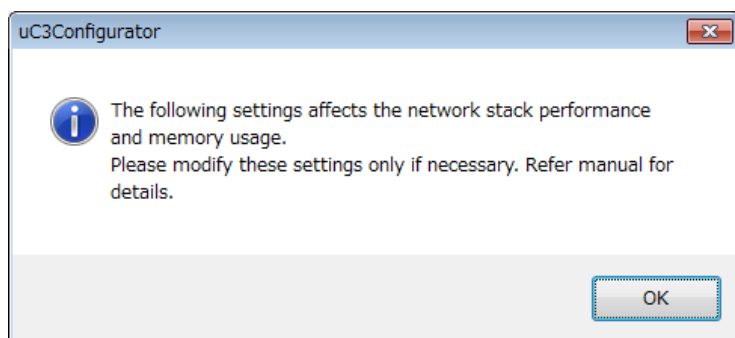 uC3Configurator
The following settings affects the network stack performance
and memory usage.
Please modify these settings only if necessary. Refer manual for
details.
OK